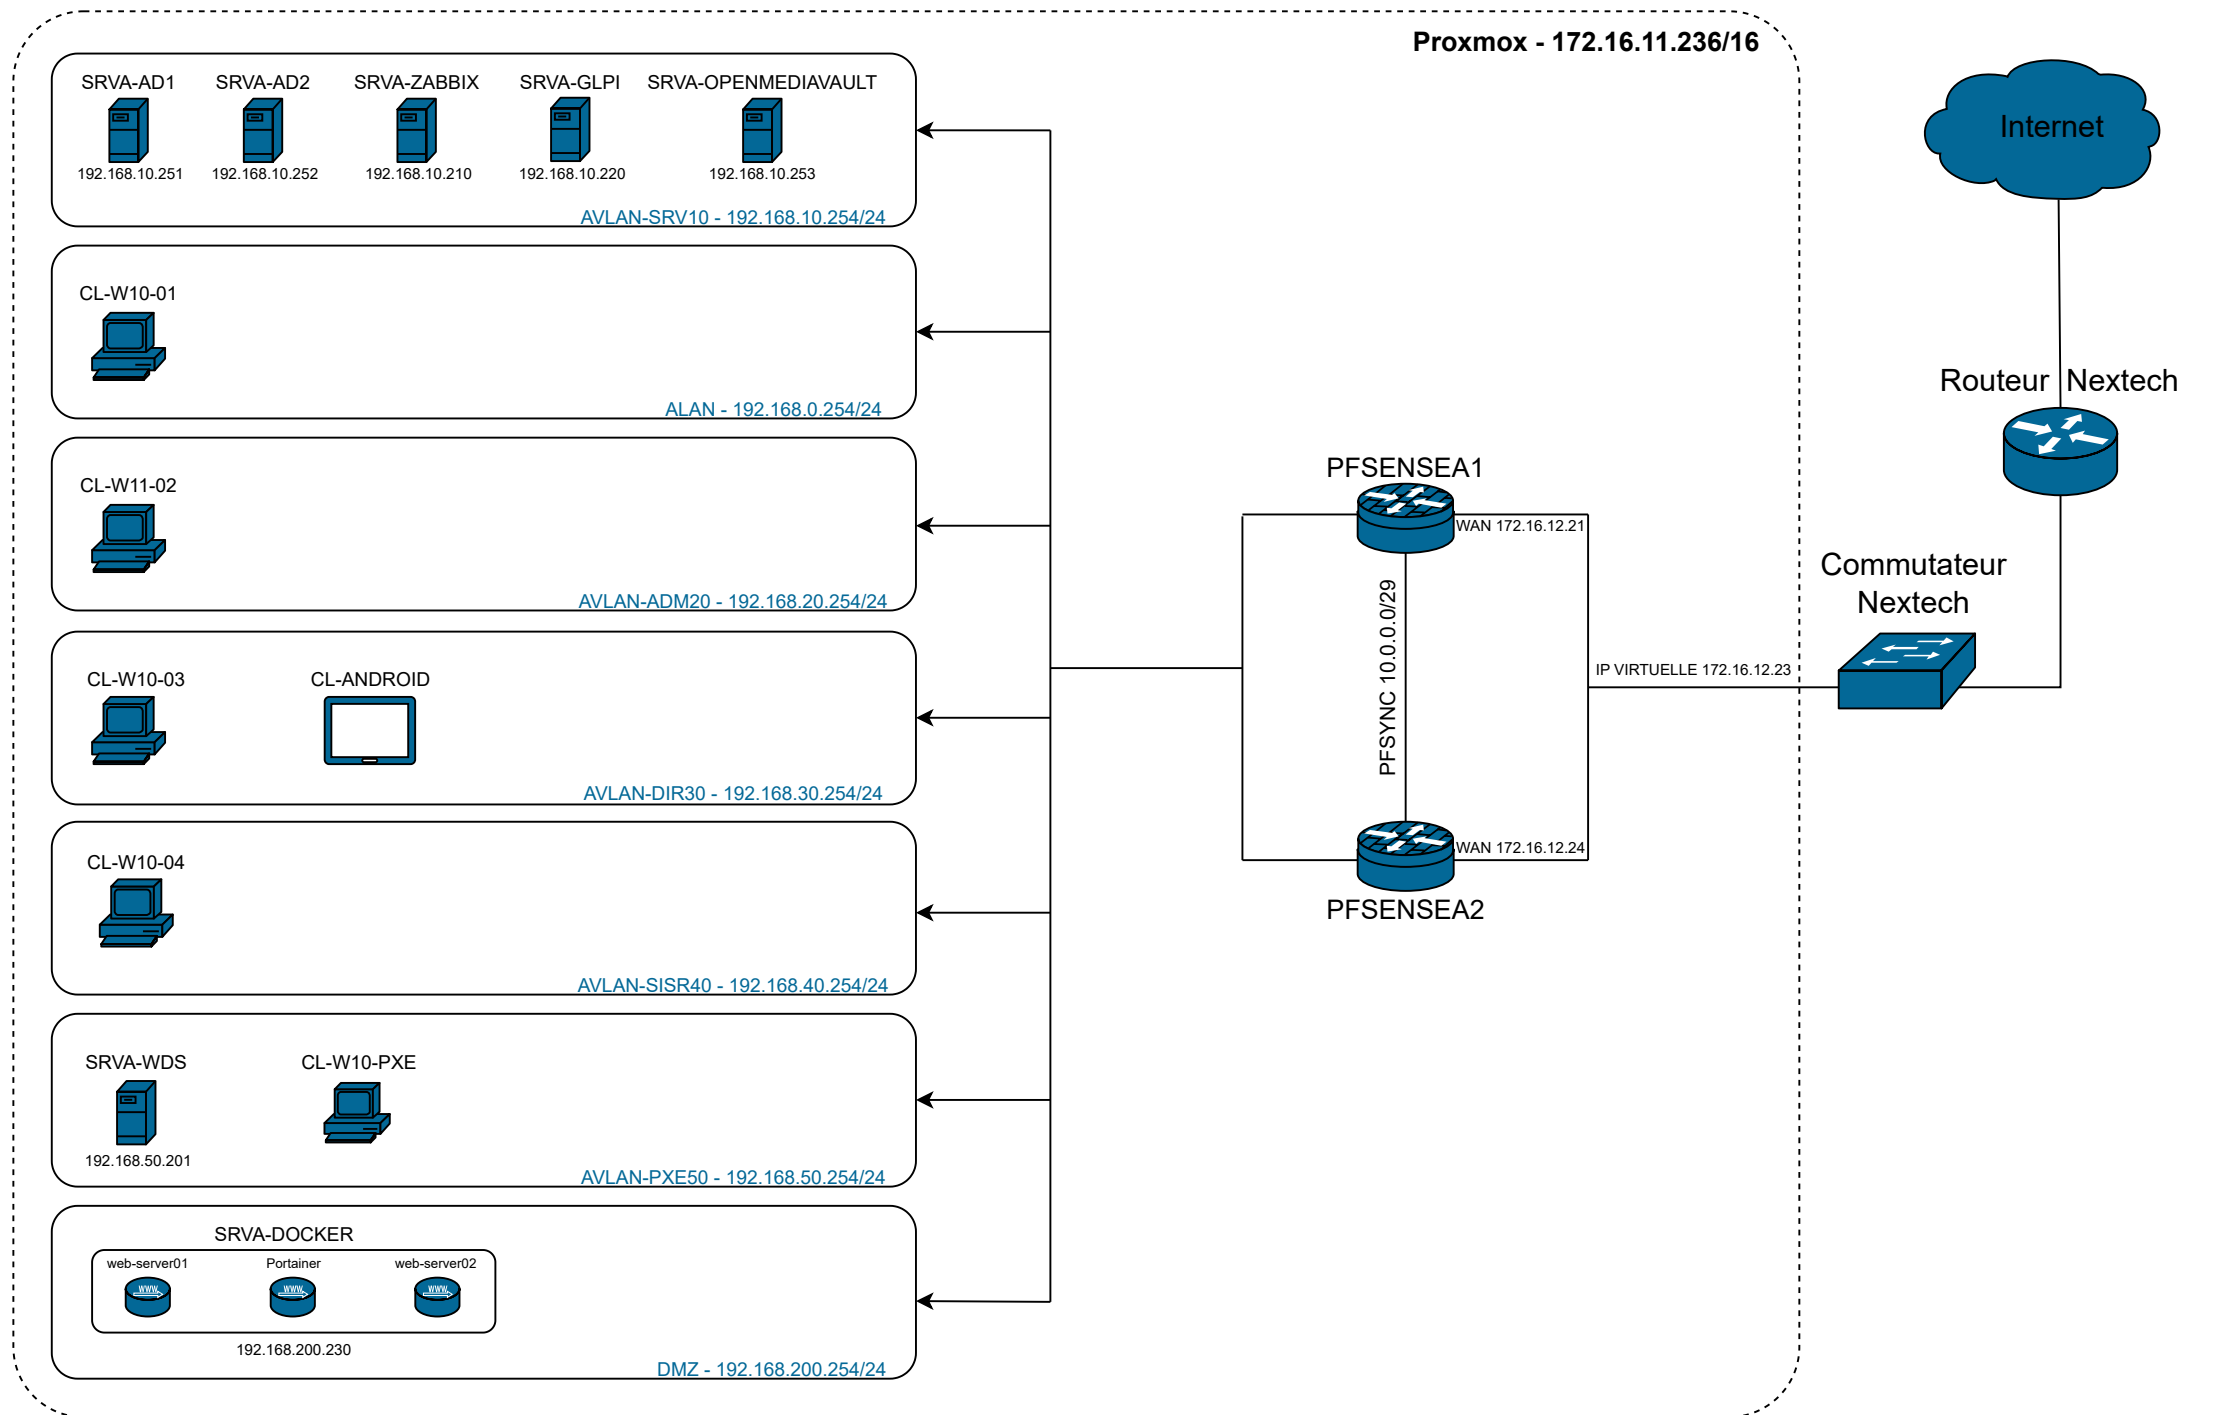 Proxmox - 172.16.11.236/16
SRVA-AD1
SRVA-AD2
SRVA-ZABBIX
SRVA-GLPI
SRVA-OPENMEDIAVAULT
192.168.10.251
192.168.10.252
192.168.10.210
192.168.10.220
192.168.10.253
AVLAN-SRV10 - 192.168.10.254/24
CL-W10-01
ALAN - 192.168.0.254/24
CL-W11-02
AVLAN-ADM20 - 192.168.20.254/24
CL-W10-03
CL-ANDROID
AVLAN-DIR30 - 192.168.30.254/24
CL-W10-04
AVLAN-SISR40 - 192.168.40.254/24
SRVA-WDS
CL-W10-PXE
192.168.50.201
AVLAN-PXE50 - 192.168.50.254/24
SRVA-DOCKER
web-server01
Portainer
web-server02
WWW
WWW
WWW
192.168.200.230
DMZ - 192.168.200.254/24
PFSENSEA1
WAN 172.16.12.21
PFSYNC 10.0.0.0/29
WAN 172.16.12.24
PFSENSEA2
IP VIRTUELLE 172.16.12.23
Commutateur
Nextech
Routeur Nextech
Internet